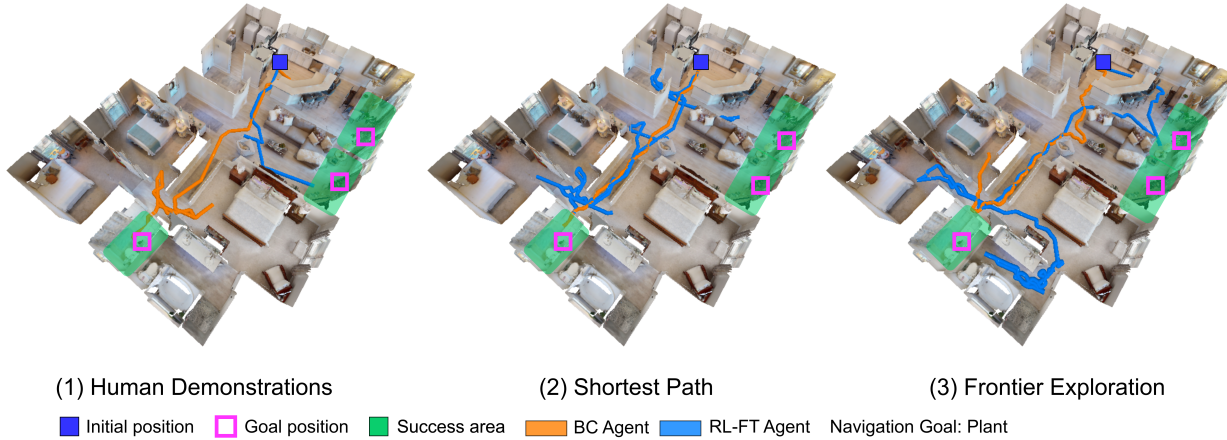 (1) Human Demonstrations
(2) Shortest Path
(3) Frontier Exploration
Initial position
Goal position
Success area
BC Agent
RL-FT Agent
Navigation Goal: Plant